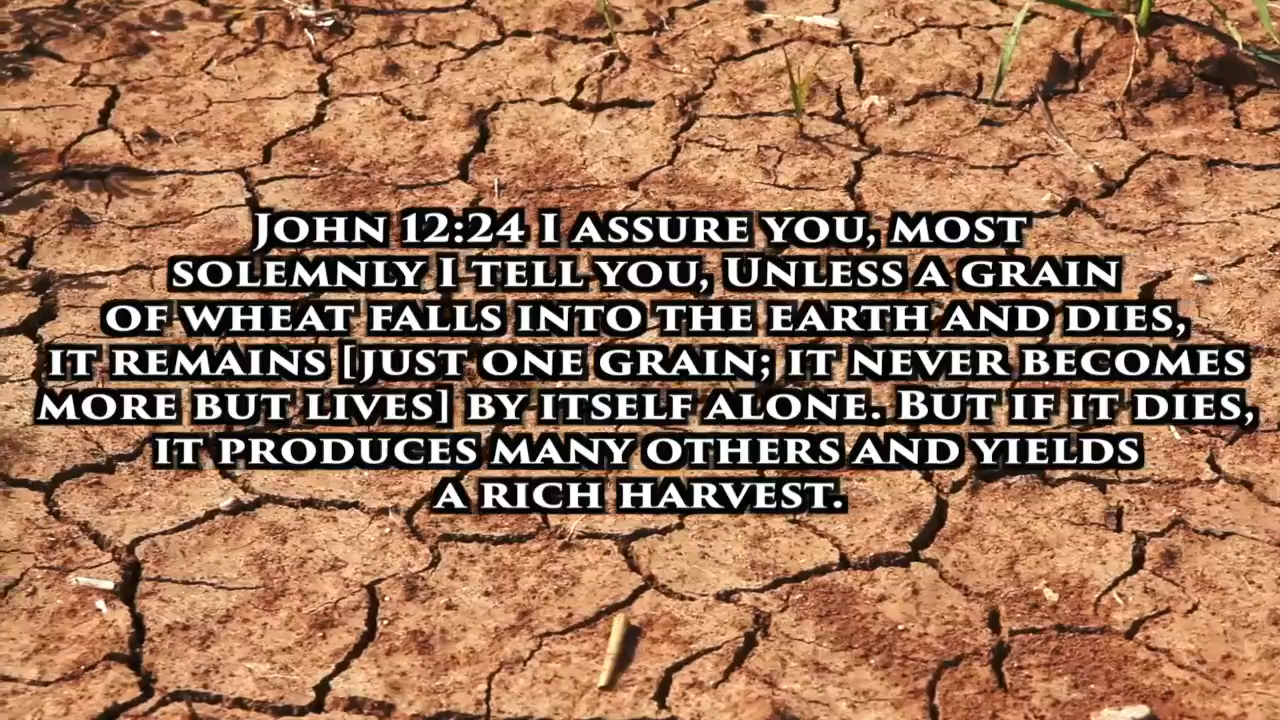 John 12:24 I assure you, most
solemnly I tell you, Unless a grain
of wheat falls into the earth and dies,
it remains [just one grain; it never becomes
more but lives] by itself alone. But if it dies,
it produces many others and yields
a rich harvest.